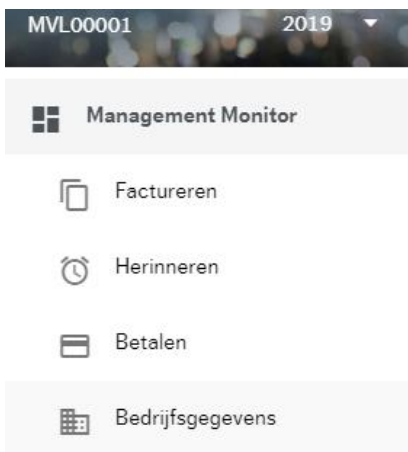 MVL00001 2019
Management Monitor
Factureren
Herinneren
Betalen
Bedrijfsgegevens